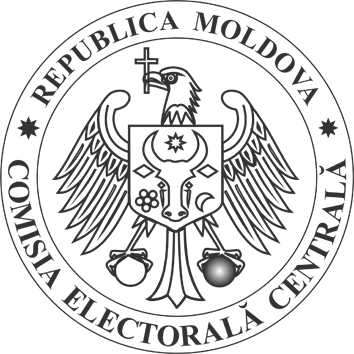 REPUBLICA MOLDOVA
COMISIA ELECTORALĂ CENTRALĂ